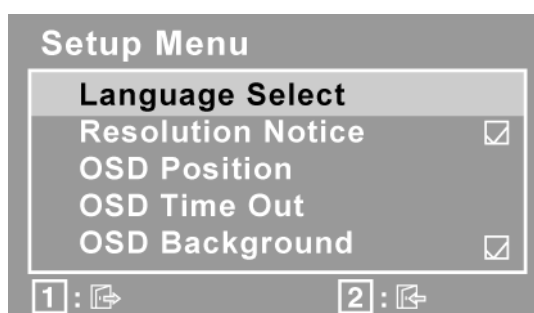 Setup Menu
Language Select
Resolution Notice
OSD Position
OSD Time Out
OSD Background
1 : 2 :